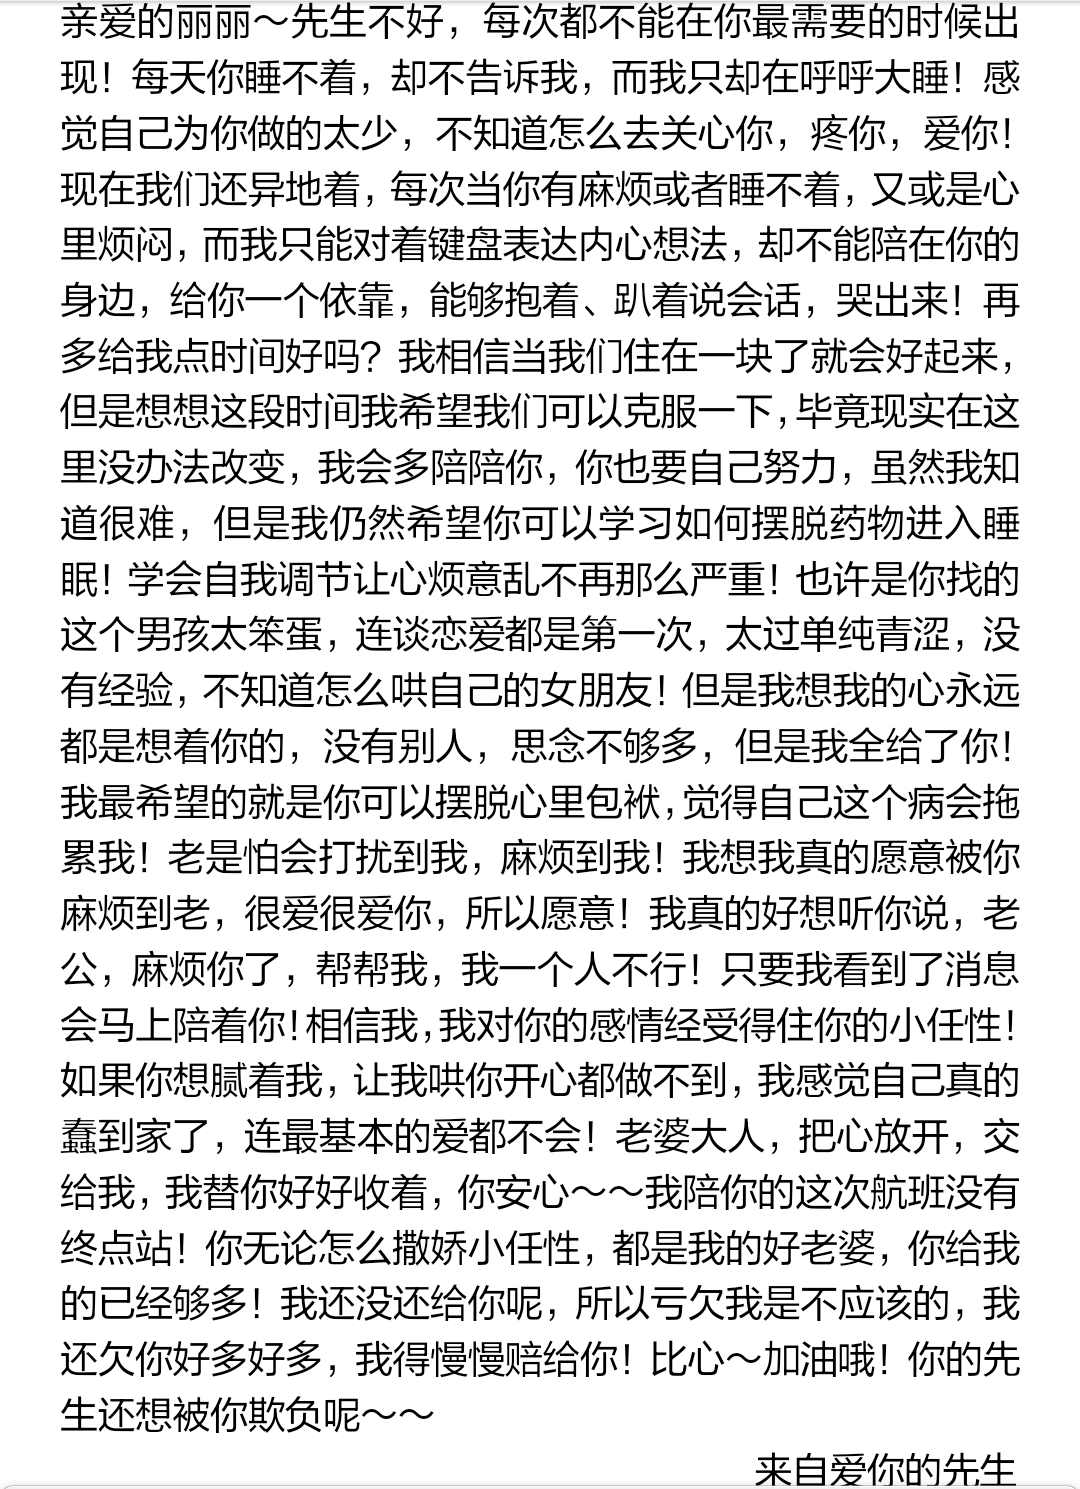 亲爱的丽丽～先生不好，每次都不能在你最需要的时候出
现！每天你睡不着，却不告诉我，而我只却在呼呼大睡！感
觉自己为你做的太少，不知道怎么去关心你，疼你，爱你！
现在我们还异地着，每次当你有麻烦或者睡不着，又或是心
里烦闷，而我只能对着键盘表达内心想法，却不能陪在你的
身边，给你一个依靠，能够抱着、趴着说会话，哭出来！再
多给我点时间好吗？我相信当我们住在一块了就会好起来，
但是想想这段时间我希望我们可以克服一下，毕竟现实在这
里没办法改变，我会多陪陪你，你也要自己努力，虽然我知
道很难，但是我仍然希望你可以学习如何摆脱药物进入睡
眠！学会自我调节让心烦意乱不再那么严重！也许是你找的
这个男孩太笨蛋，连谈恋爱都是第一次，太过单纯青涩，没
有经验，不知道怎么哄自己的女朋友！但是我想我的心永远
都是想着你的，没有别人，思念不够多，但是我全给了你！
我最希望的就是你可以摆脱心里包袱，觉得自己这个病会拖
累我！老是怕会打扰到我，麻烦到我！我想我真的愿意被你
麻烦到老，很爱很爱你，所以愿意！我真的好想听你说，老
公，麻烦你了，帮帮我，我一个人不行！只要我看到了消息
会马上陪着你！相信我，我对你的感情经受得住你的小任性！
如果你想腻着我，让我哄你开心都做不到，我感觉自己真的
蠢到家了，连最基本的爱都不会！老婆大人，把心放开，交
给我，我替你好好收着，你安心～～我陪你的这次航班没有
终点站！你无论怎么撒娇小任性，都是我的好老婆，你给我
的已经够多！我还没还给你呢，所以亏欠我是不应该的，我
还欠你好多好多，我得慢慢赔给你！比心～加油哦！你的先
生还想被你欺负呢～～
来自爱你的先生